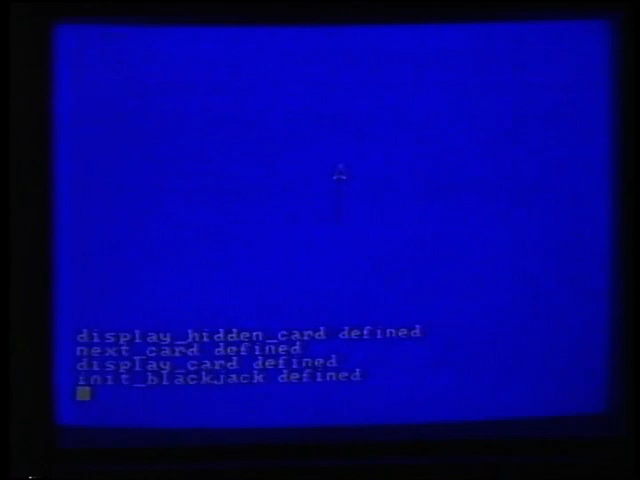 display_hidden_card defined
next_card defined
display_card defined
init_blackjack defined